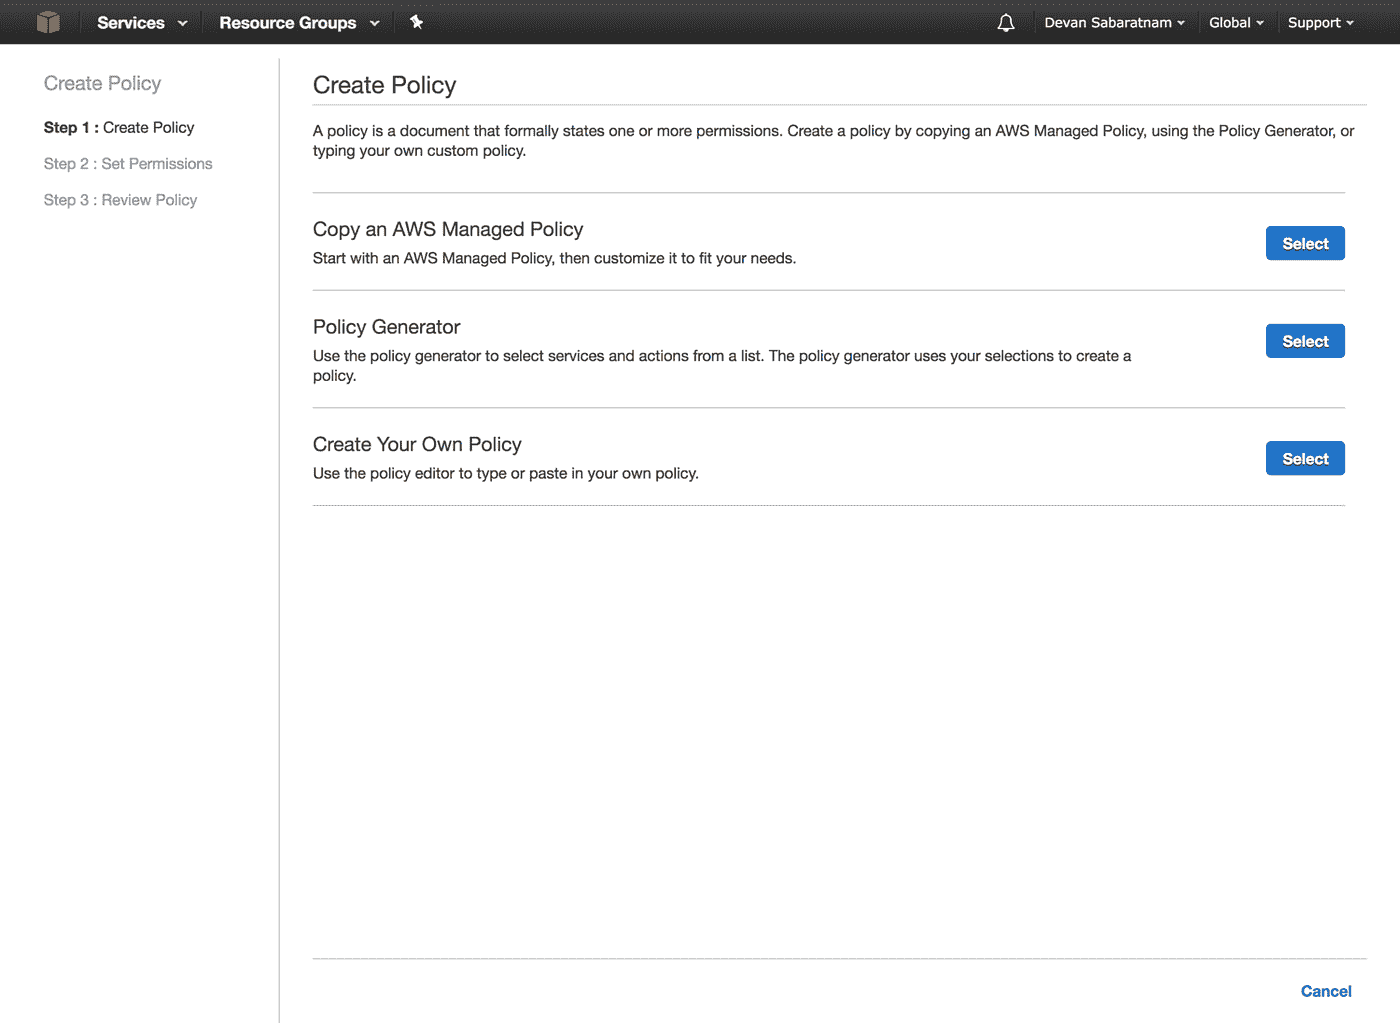 Services Resource Groups Devan Sabaratnam Global Support
Create Policy
Step 1 : Create Policy
Step 2 : Set Permissions
Step 3 : Review Policy
Create Policy
A policy is a document that formally states one or more permissions. Create a policy by copying an AWS Managed Policy, using the Policy Generator, or
typing your own custom policy.
Copy an AWS Managed Policy
Start with an AWS Managed Policy, then customize it to fit your needs.
Select
Policy Generator
Use the policy generator to select services and actions from a list. The policy generator uses your selections to create a
policy.
Select
Create Your Own Policy
Use the policy editor to type or paste in your own policy.
Select
Cancel